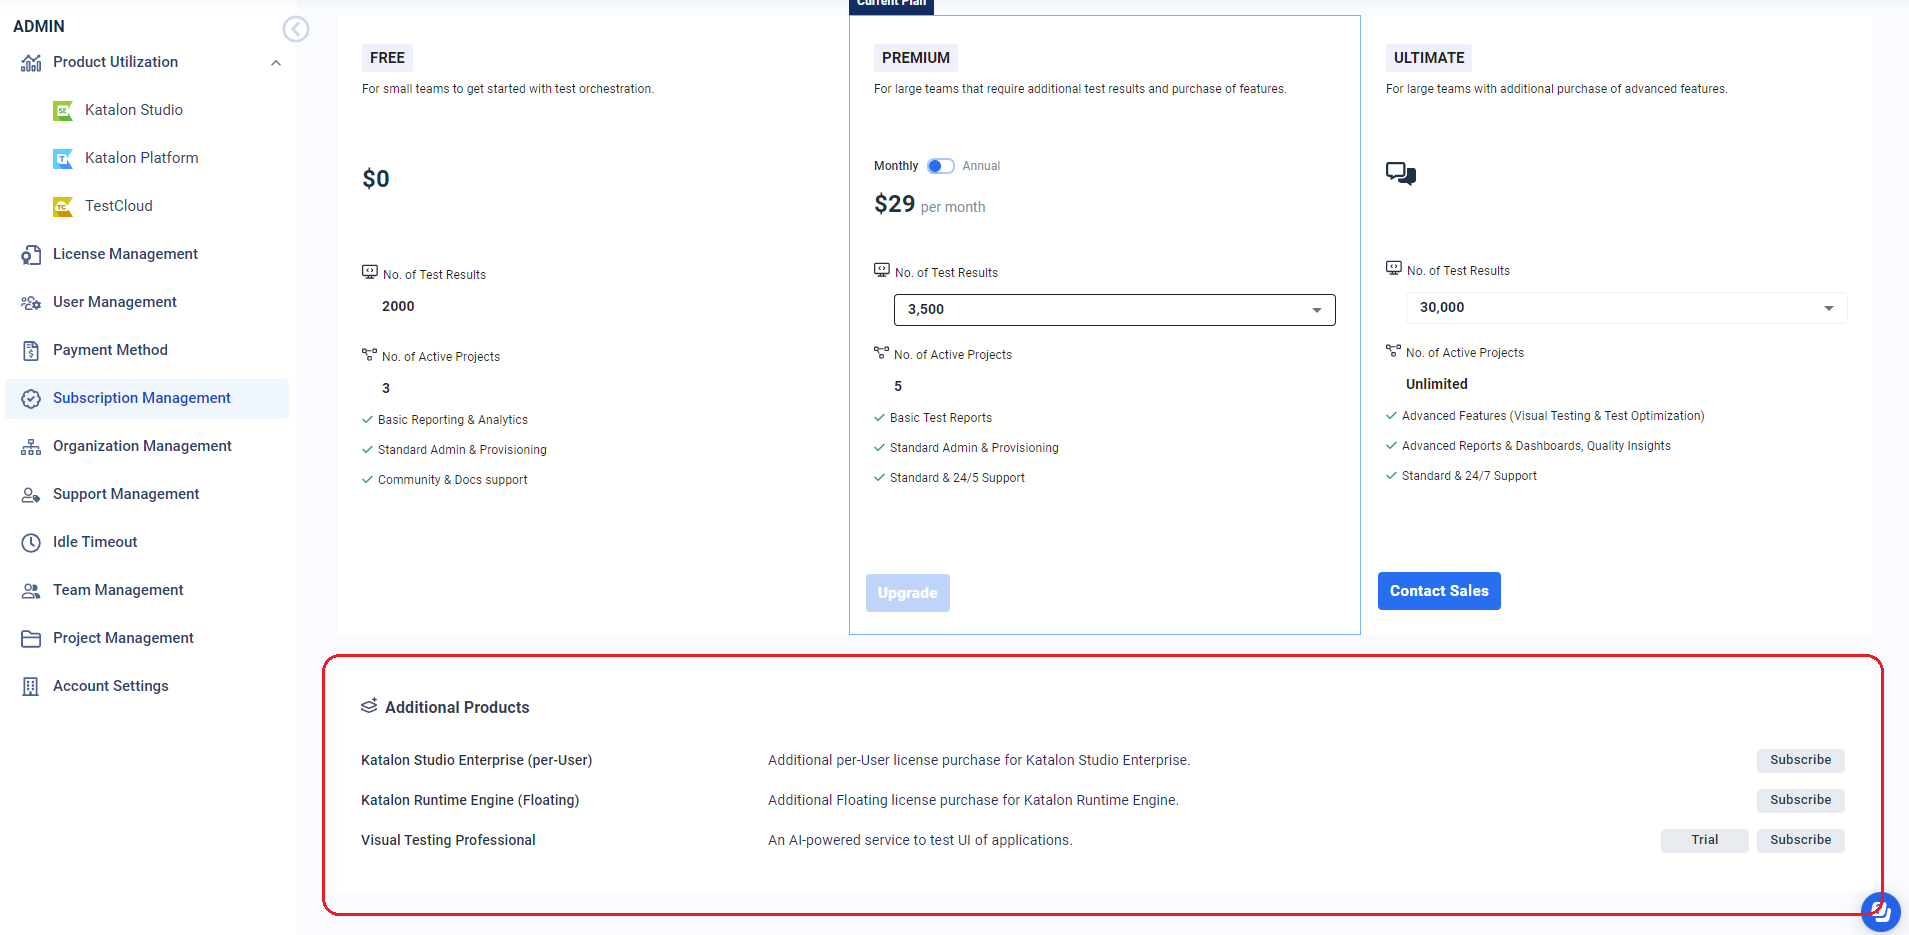 ADMIN
Product Utilization
Katalon Studio
Katalon Platform
TestCloud
License Management
User Management
Payment Method
Subscription Management
Organization Management
Support Management
Idle Timeout
Team Management
Project Management
Account Settings
FREE
For small teams to get started with test orchestration.
$0
No. of Test Results
2000
No. of Active Projects
3
Basic Reporting & Analytics
Standard Admin & Provisioning
Community & Docs support
Current Plan
PREMIUM
For large teams that require additional test results and purchase of features.
Monthly Annual
$29 per month
No. of Test Results
3,500
No. of Active Projects
5
Basic Test Reports
Standard Admin & Provisioning
Standard & 24/5 Support
Upgrade
ULTIMATE
For large teams with additional purchase of advanced features.
No. of Test Results
30,000
No. of Active Projects
Unlimited
Advanced Features (Visual Testing & Test Optimization)
Advanced Reports & Dashboards, Quality Insights
Standard & 24/7 Support
Contact Sales
Additional Products
Katalon Studio Enterprise (per-User) Additional per-User license purchase for Katalon Studio Enterprise. Subscribe
Katalon Runtime Engine (Floating) Additional Floating license purchase for Katalon Runtime Engine. Subscribe
Visual Testing Professional An AI-powered service to test UI of applications. Trial Subscribe